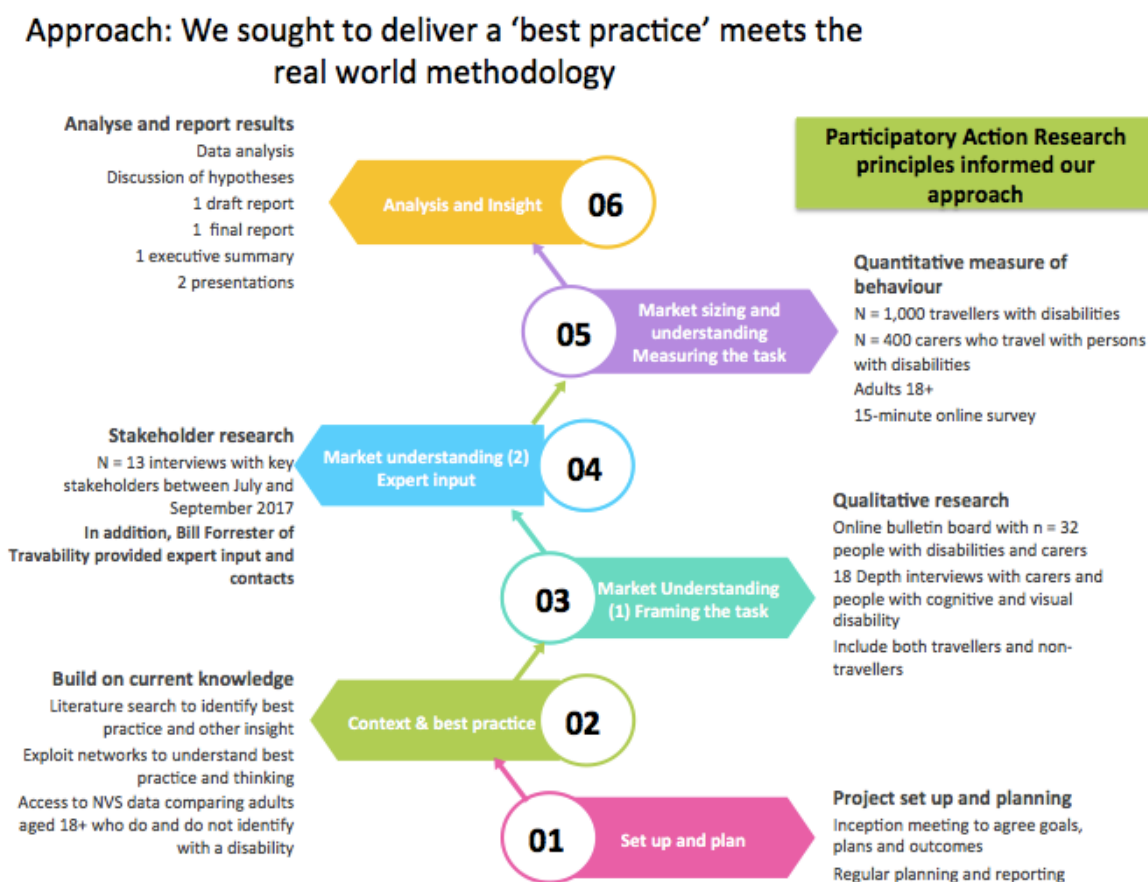 Approach: We sought to deliver a ‘best practice’ meets the
real world methodology
Analyse and report results
Data analysis
Discussion of hypotheses
1 draft report
1 final report
1 executive summary
2 presentations
Analysis and Insight
06
Participatory Action Research
principles informed our
approach
Quantitative measure of
behaviour
N = 1,000 travellers with disabilities
N = 400 carers who travel with persons
with disabilities
Adults 18+
15-minute online survey
05
Market sizing and
understanding
Measuring the task
Stakeholder research
N = 13 interviews with key
stakeholders between July and
September 2017
In addition, Bill Forrester of
Travability provided expert input and
contacts
Market understanding (2)
Expert input
04
Qualitative research
Online bulletin board with n = 32
people with disabilities and carers
18 Depth interviews with carers and
people with cognitive and visual
disability
Include both travellers and non-
travellers
03
Market Understanding
(1) Framing the task
Build on current knowledge
Literature search to identify best
practice and other insight
Exploit networks to understand best
practice and thinking
Access to NVS data comparing adults
aged 18+ who do and do not identify
with a disability
Context & best practice
02
01
Set up and plan
Project set up and planning
Inception meeting to agree goals,
plans and outcomes
Regular planning and reporting